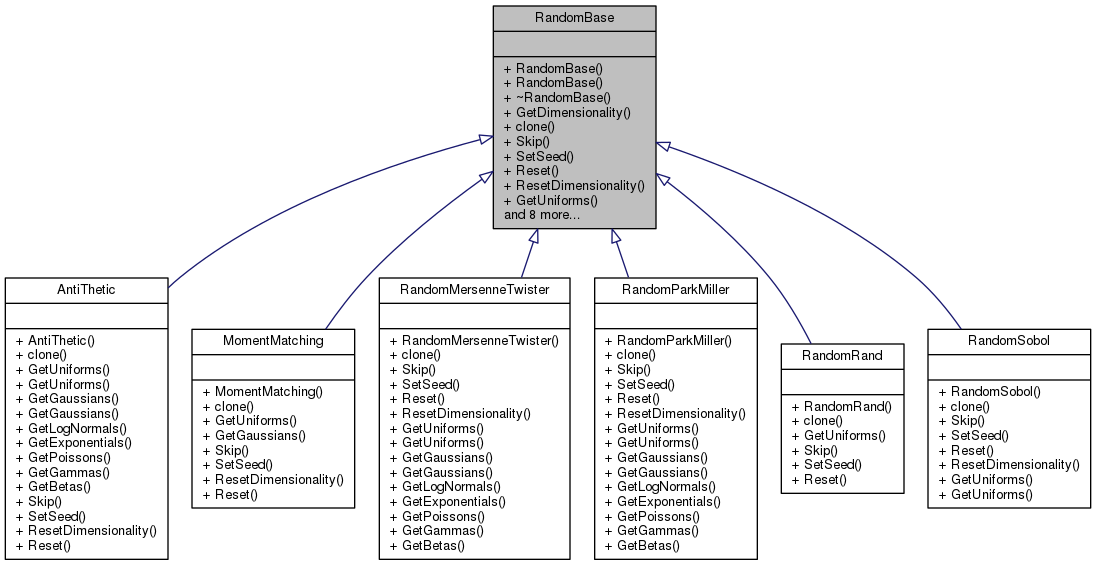 RandomBase
+ RandomBase()
+ RandomBase()
+ ~RandomBase()
+ GetDimensionality()
+ clone()
+ Skip()
+ SetSeed()
+ Reset()
+ ResetDimensionality()
+ GetUniforms()
and 8 more...
AntiThetic
+ AntiThetic()
+ clone()
+ GetUniforms()
+ GetUniforms()
+ GetGaussians()
+ GetGaussians()
+ GetLogNormals()
+ GetExponentials()
+ GetPoissons()
+ GetGammas()
+ GetBetas()
+ Skip()
+ SetSeed()
+ ResetDimensionality()
+ Reset()
MomentMatching
+ MomentMatching()
+ clone()
+ GetUniforms()
+ GetGaussians()
+ Skip()
+ SetSeed()
+ ResetDimensionality()
+ Reset()
RandomMersenneTwister
+ RandomMersenneTwister()
+ clone()
+ Skip()
+ SetSeed()
+ Reset()
+ ResetDimensionality()
+ GetUniforms()
+ GetUniforms()
+ GetGaussians()
+ GetGaussians()
+ GetLogNormals()
+ GetExponentials()
+ GetPoissons()
+ GetGammas()
+ GetBetas()
RandomParkMiller
+ RandomParkMiller()
+ clone()
+ Skip()
+ SetSeed()
+ Reset()
+ ResetDimensionality()
+ GetUniforms()
+ GetUniforms()
+ GetGaussians()
+ GetGaussians()
+ GetLogNormals()
+ GetExponentials()
+ GetPoissons()
+ GetGammas()
+ GetBetas()
RandomRand
+ RandomRand()
+ clone()
+ GetUniforms()
+ Skip()
+ SetSeed()
+ Reset()
RandomSobol
+ RandomSobol()
+ clone()
+ Skip()
+ SetSeed()
+ Reset()
+ ResetDimensionality()
+ GetUniforms()
+ GetUniforms()